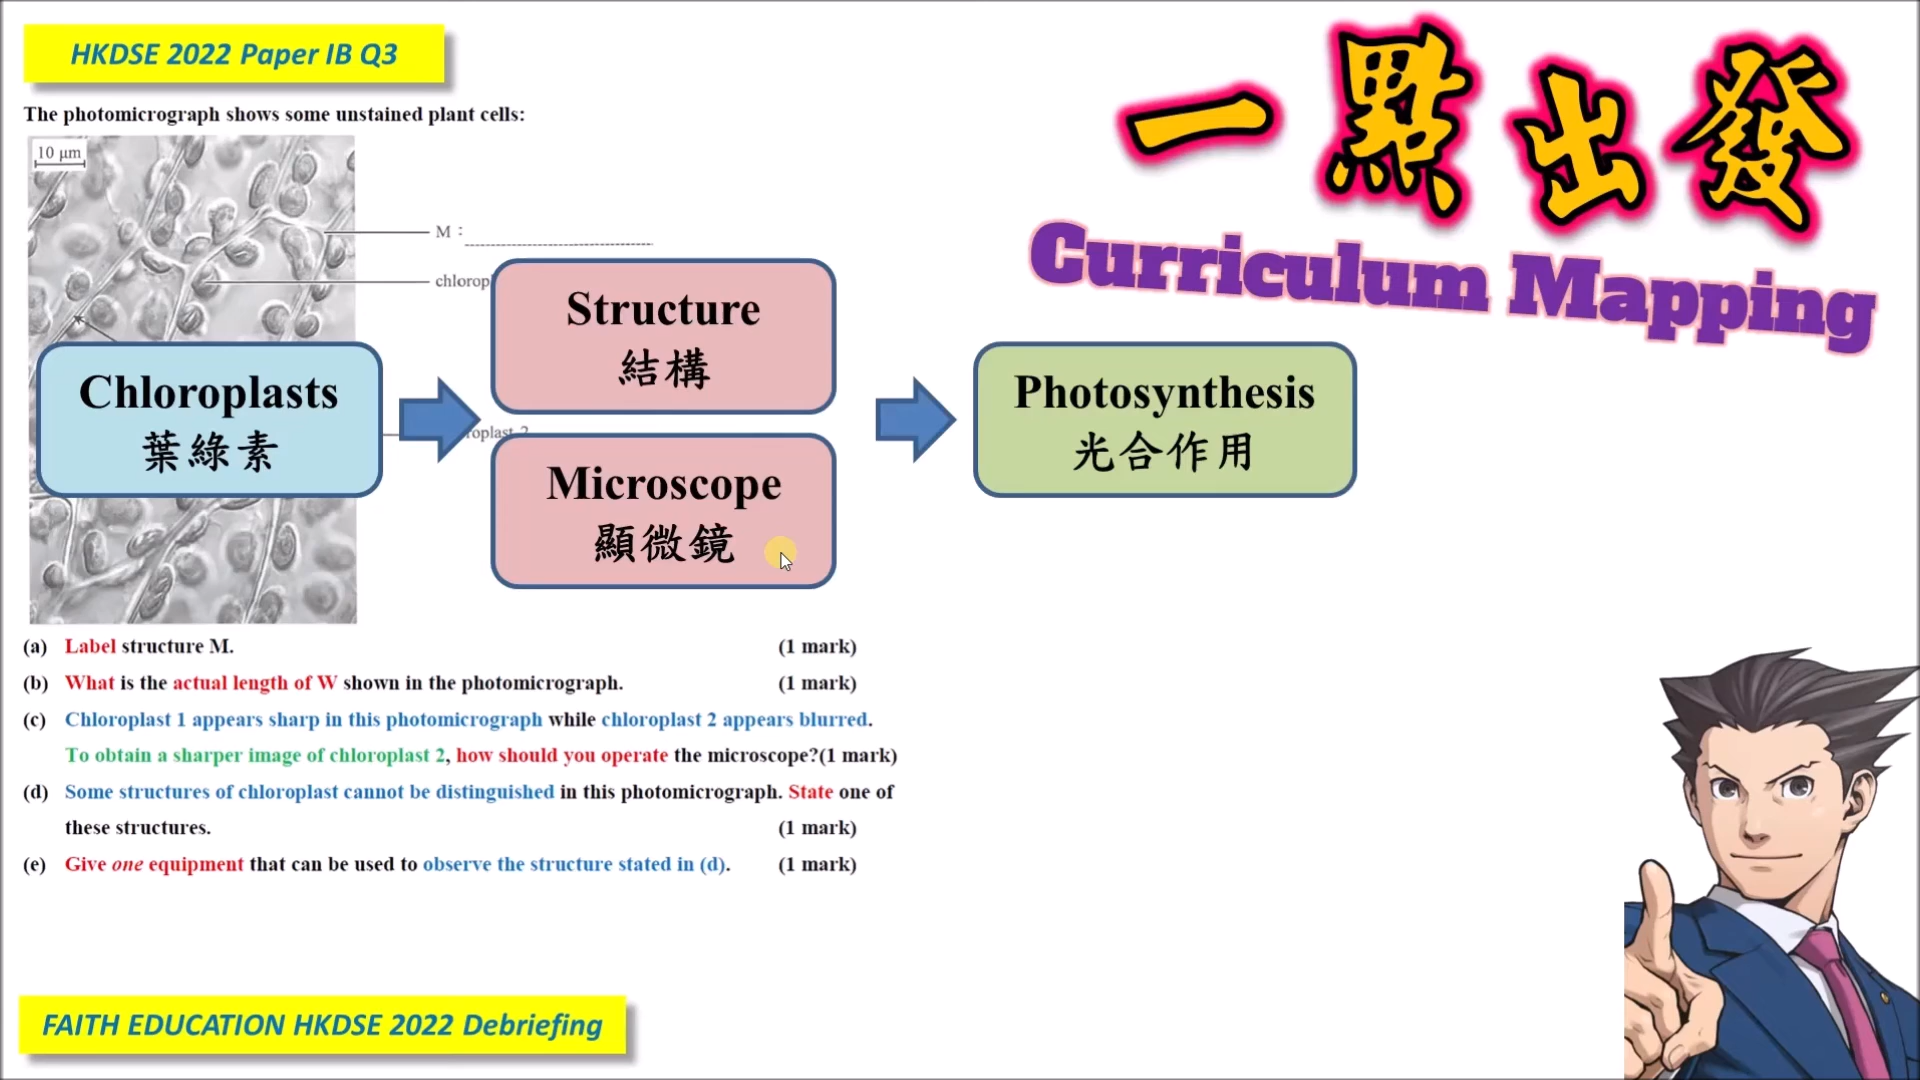 HKDSE 2022 Paper IB Q3
一點出發
Curriculum Mapping
The photomicrograph shows some unstained plant cells:
10 μm
M :
chlorop
Structure
結構
Chloroplasts
葉綠素
oplast 2
Microscope
顯微鏡
Photosynthesis
光合作用
(a) Label structure M. (1 mark)
(b) What is the actual length of W shown in the photomicrograph. (1 mark)
(c) Chloroplast 1 appears sharp in this photomicrograph while chloroplast 2 appears blurred.
To obtain a sharper image of chloroplast 2, how should you operate the microscope?(1 mark)
(d) Some structures of chloroplast cannot be distinguished in this photomicrograph. State one of
these structures. (1 mark)
(e) Give one equipment that can be used to observe the structure stated in (d). (1 mark)
FAITH EDUCATION HKDSE 2022 Debriefing